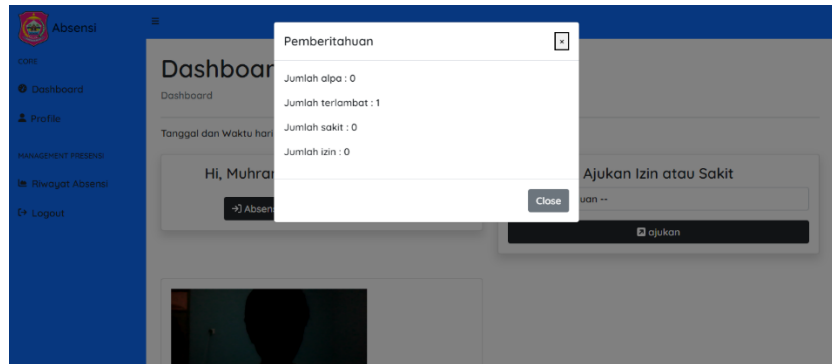 Absensi
CORE
Dashboard
Profile
MANAGEMENT PRESENSI
Riwayat Absensi
Logout
Dashboar
Dashboard
Tanggal dan Waktu hari
Hi, Muhra
Absen
Pemberitahuan
×
Jumlah alpa : 0
Jumlah terlambat : 1
Jumlah sakit : 0
Jumlah izin : 0
Close
Ajukan Izin atau Sakit
uan --
ajukan